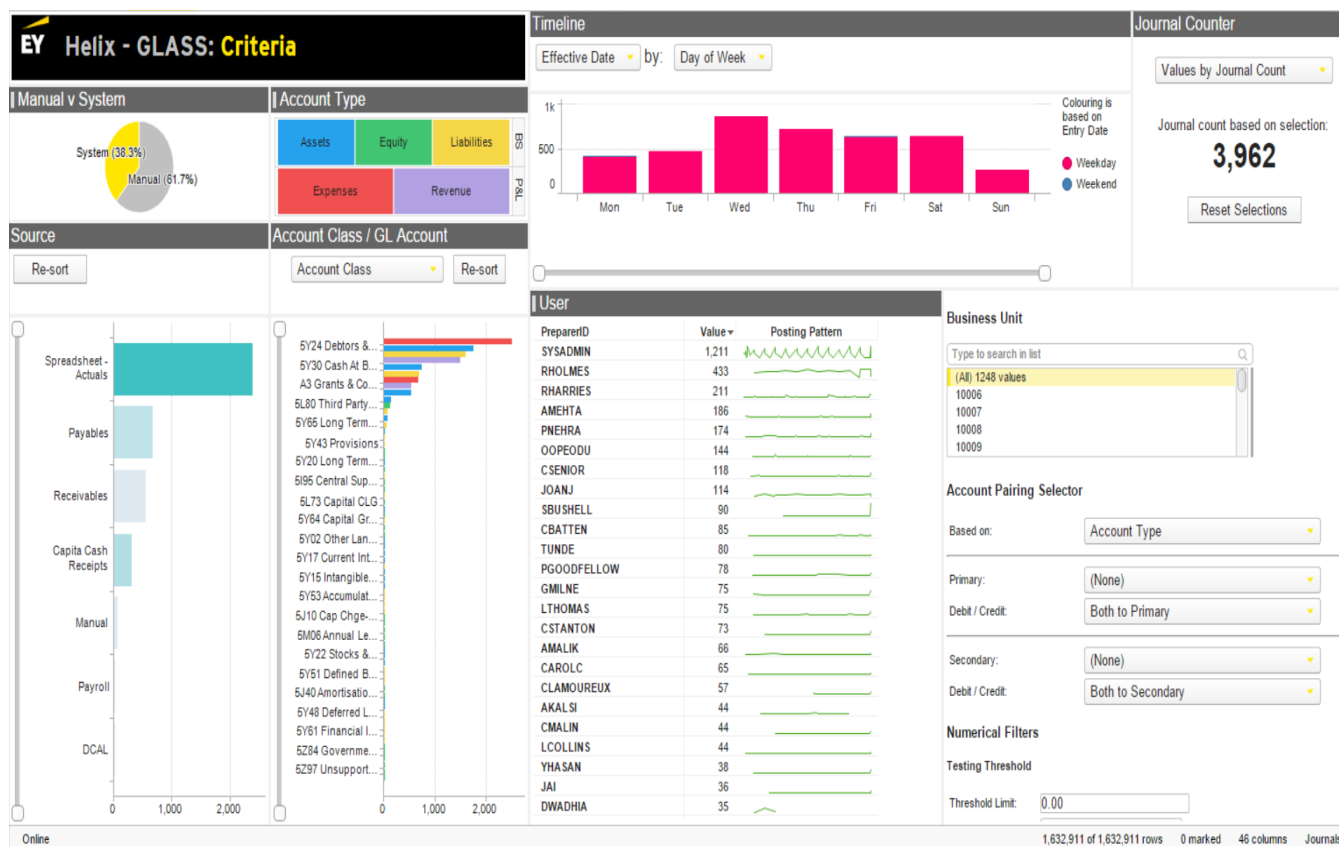 EY Helix - GLASS: Criteria
Manual v System
System (38.3%)
Manual (61.7%)
Account Type
Assets
Equity
Liabilities
BS
Expenses
Revenue
P&L
Timeline
Effective Date by: Day of Week
1k
500
0
Mon Tue Wed Thu Fri Sat Sun
Colouring is
based on
Entry Date
Weekday
Weekend
Journal Counter
Values by Journal Count
Journal count based on selection:
3,962
Reset Selections
Source
Re-sort
Spreadsheet -
Actuals
Payables
Receivables
Capita Cash
Receipts
Manual
Payroll
DCAL
0 1,000 2,000
Account Class / GL Account
Account Class Re-sort
5Y24 Debtors &...
5Y30 Cash At B...
A3 Grants & Co...
5L80 Third Party...
5Y65 Long Term...
5Y43 Provisions
5Y20 Long Term...
5I95 Central Sup...
5L73 Capital CLG
5Y64 Capital Gr...
5Y02 Other Lan...
5Y17 Current Int...
5Y15 Intangible...
5Y53 Accumulat...
5J10 Cap Chge-...
5M06 Annual Le...
5Y22 Stocks &...
5Y51 Defined B...
5J40 Amortisatio...
5Y48 Deferred L...
5Y61 Financial I...
5Z84 Governme...
5Z97 Unsupport...
0 1,000 2,000
User
PreparerID Value Posting Pattern
SYSADMIN 1,211
RHOLMES 433
RHARRIES 211
AMEHTA 186
PNEHRA 174
OOPEODU 144
CSENIOR 118
JOANJ 114
SBUSHELL 90
CBATTEN 85
TUNDE 80
PGOODFELLOW 78
GMILNE 75
LTHOMAS 75
CSTANTON 73
AMALIK 66
CAROLC 65
CLAMOUREUX 57
AKALSI 44
CMALIN 44
LCOLLINS 44
YHASAN 38
JAI 36
DWADHIA 35
Business Unit
Type to search in list
(All) 1248 values
10006
10007
10008
10009
Account Pairing Selector
Based on: Account Type
Primary: (None)
Debit / Credit: Both to Primary
Secondary: (None)
Debit / Credit: Both to Secondary
Numerical Filters
Testing Threshold
Threshold Limit: 0.00
Online
1,632,911 of 1,632,911 rows 0 marked 46 columns Journals